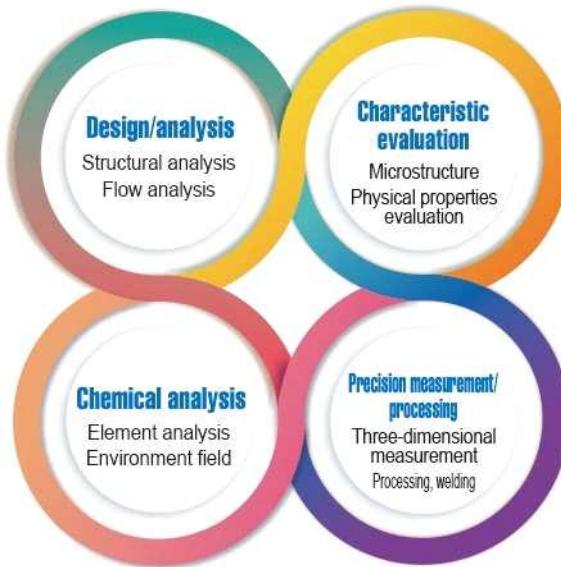 Design/analysis
Structural analysis
Flow analysis
Characteristic
evaluation
Microstructure
Physical properties
evaluation
Chemical analysis
Element analysis
Environment field
Precision measurement/
processing
Three-dimensional
measurement
Processing, welding